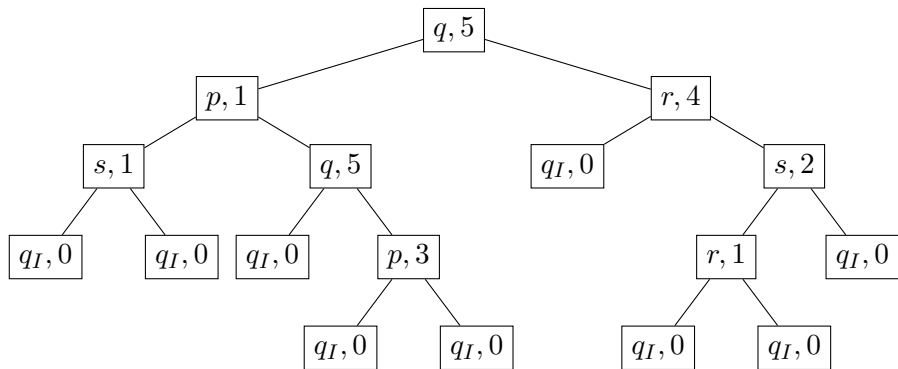 q, 5
p, 1 r, 4
s, 1 q, 5 q_I, 0 s, 2
q_I, 0 q_I, 0 q_I, 0 p, 3 r, 1 q_I, 0
q_I, 0 q_I, 0 q_I, 0 q_I, 0